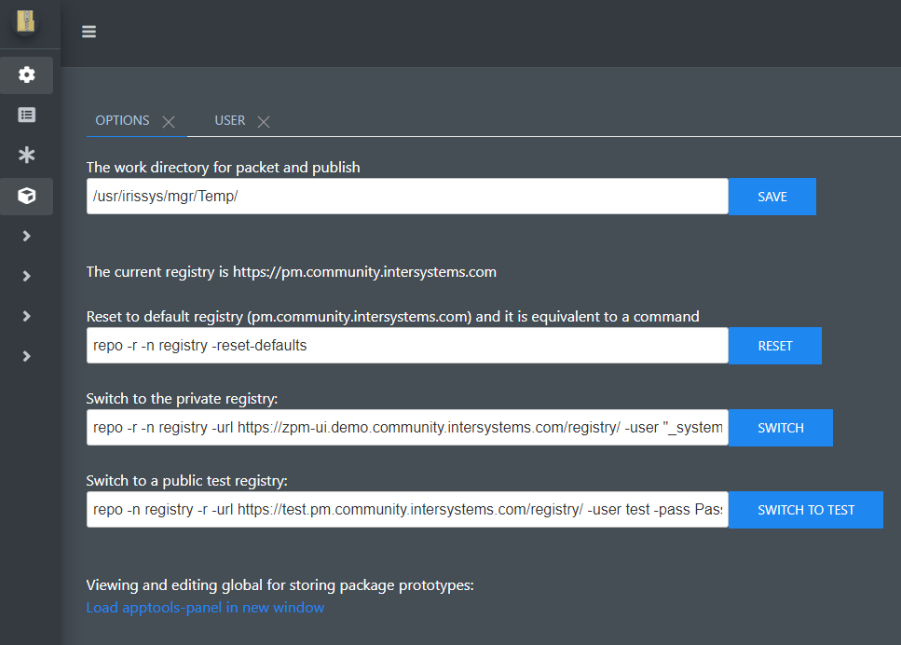 OPTIONS USER
The work directory for packet and publish
/usr/irissys/mgr/Temp/ SAVE
The current registry is https://pm.community.intersystems.com
Reset to default registry (pm.community.intersystems.com) and it is equivalent to a command
repo -r -n registry -reset-defaults RESET
Switch to the private registry:
repo -r -n registry -url https://zpm-ui.demo.community.intersystems.com/registry/ -user "_system SWITCH
Switch to a public test registry:
repo -n registry -r -url https://test.pm.community.intersystems.com/registry/ -user test -pass Pas SWITCH TO TEST
Viewing and editing global for storing package prototypes:
Load apptools-panel in new window